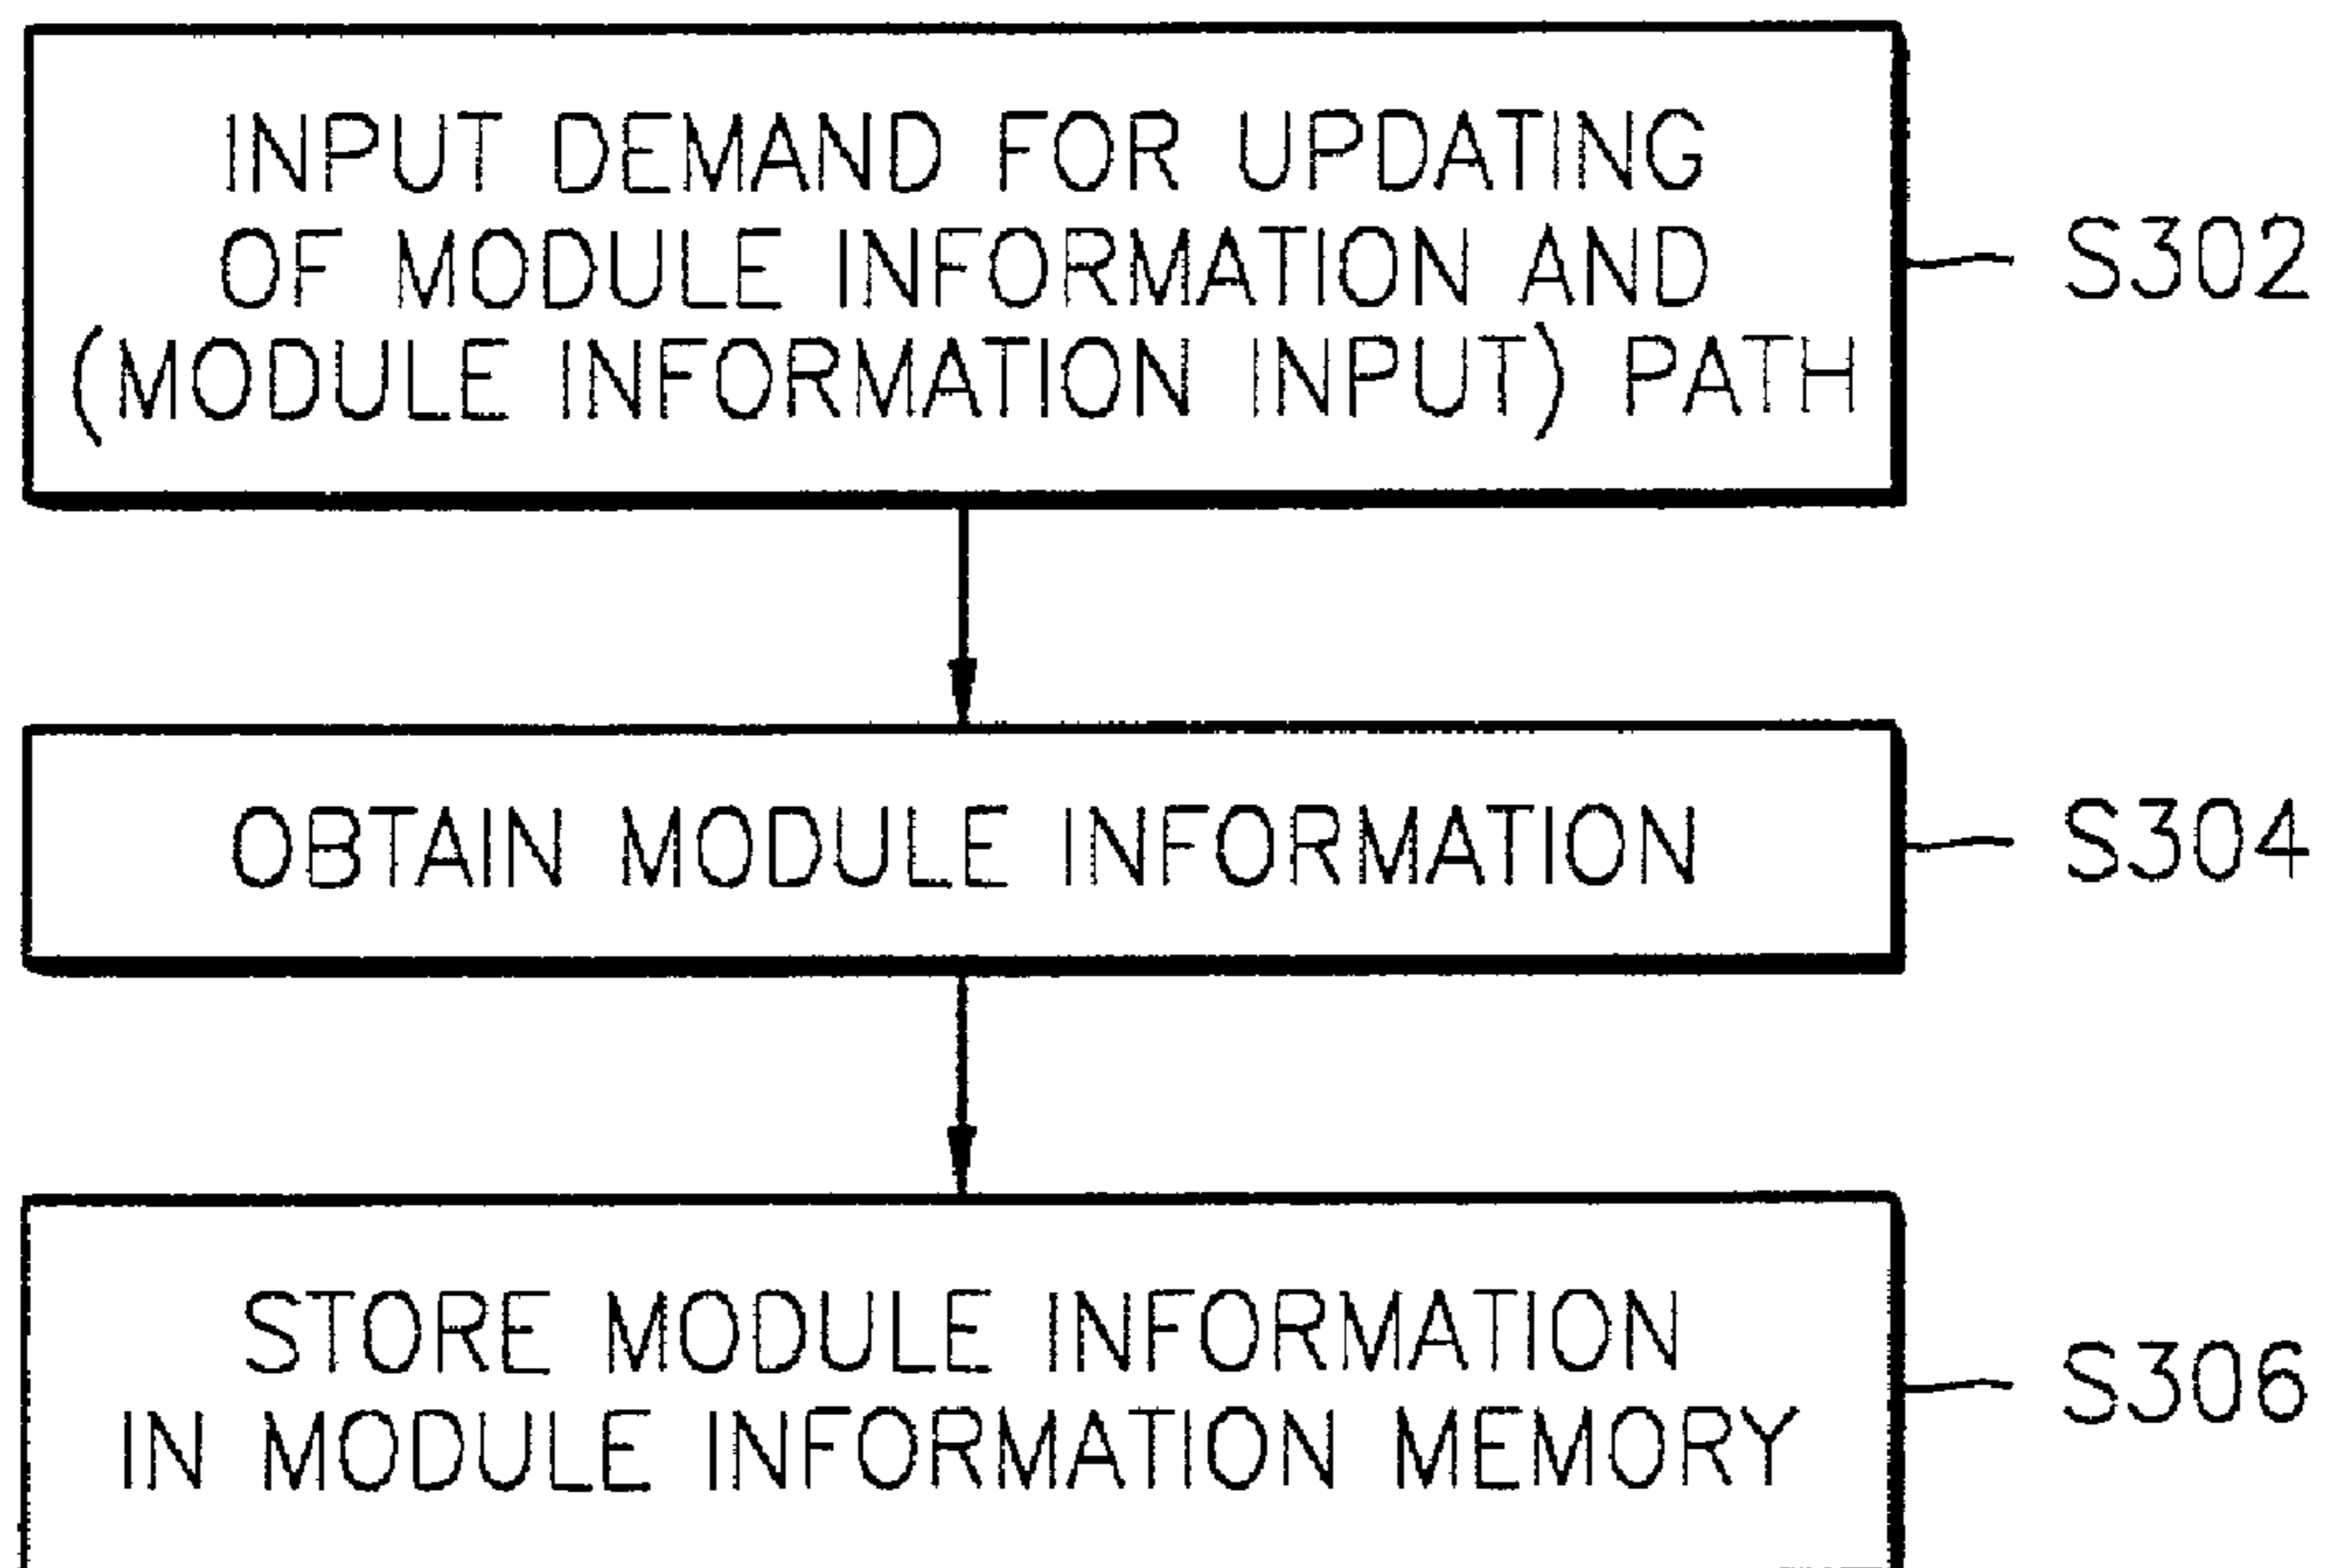 INPUT DEMAND FOR UPDATING
OF MODULE INFORMATION AND
(MODULE INFORMATION INPUT) PATH
S302
OBTAIN MODULE INFORMATION
S304
STORE MODULE INFORMATION
IN MODULE INFORMATION MEMORY
S306